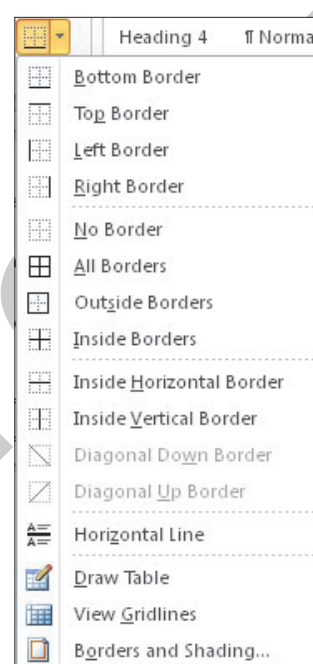 Heading 4 ¶ Norma
Bottom Border
Top Border
Left Border
Right Border
No Border
All Borders
Outside Borders
Inside Borders
Inside Horizontal Border
Inside Vertical Border
Diagonal Down Border
Diagonal Up Border
Horizontal Line
Draw Table
View Gridlines
Borders and Shading...